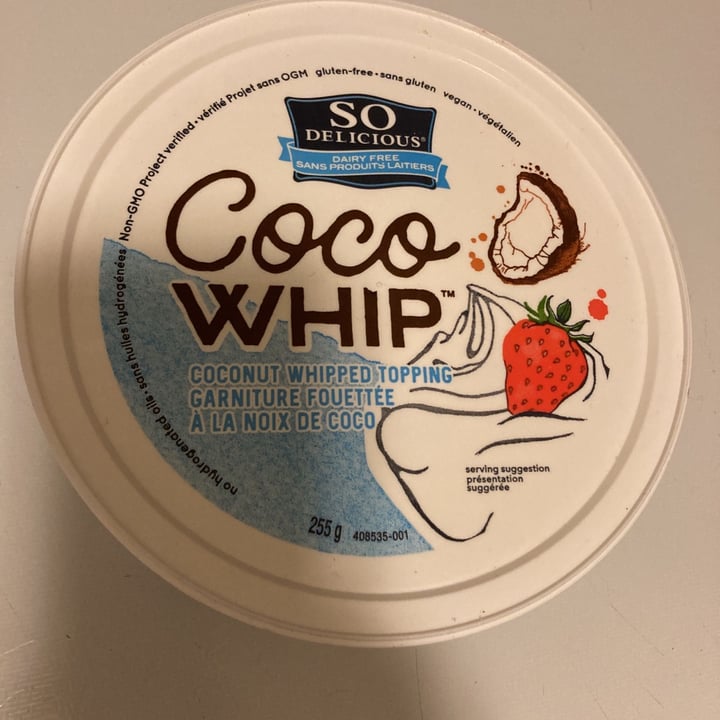 no hydrogenated oils · sans huiles hydrogénées Non-GMO Project verified · vérifié Projet sans OGM gluten-free · sans gluten vegan · végétalien
SO
DELICIOUS®
DAIRY FREE
SANS PRODUITS LAITIERS
Coco
WHIP™
COCONUT WHIPPED TOPPING
GARNITURE FOUETTÉE
À LA NOIX DE COCO
serving suggestion
présentation
suggérée
255 g 408535-001